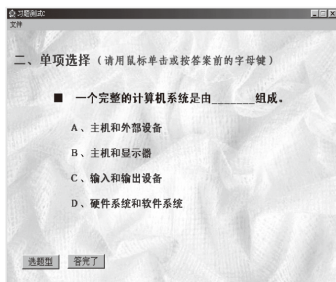 习题测试
文件
二、单项选择（请用鼠标单击或按答案前的字母键）
■ 一个完整的计算机系统是由_______组成。
A、主机和外部设备
B、主机和显示器
C、输入和输出设备
D、硬件系统和软件系统
选题型 答完了